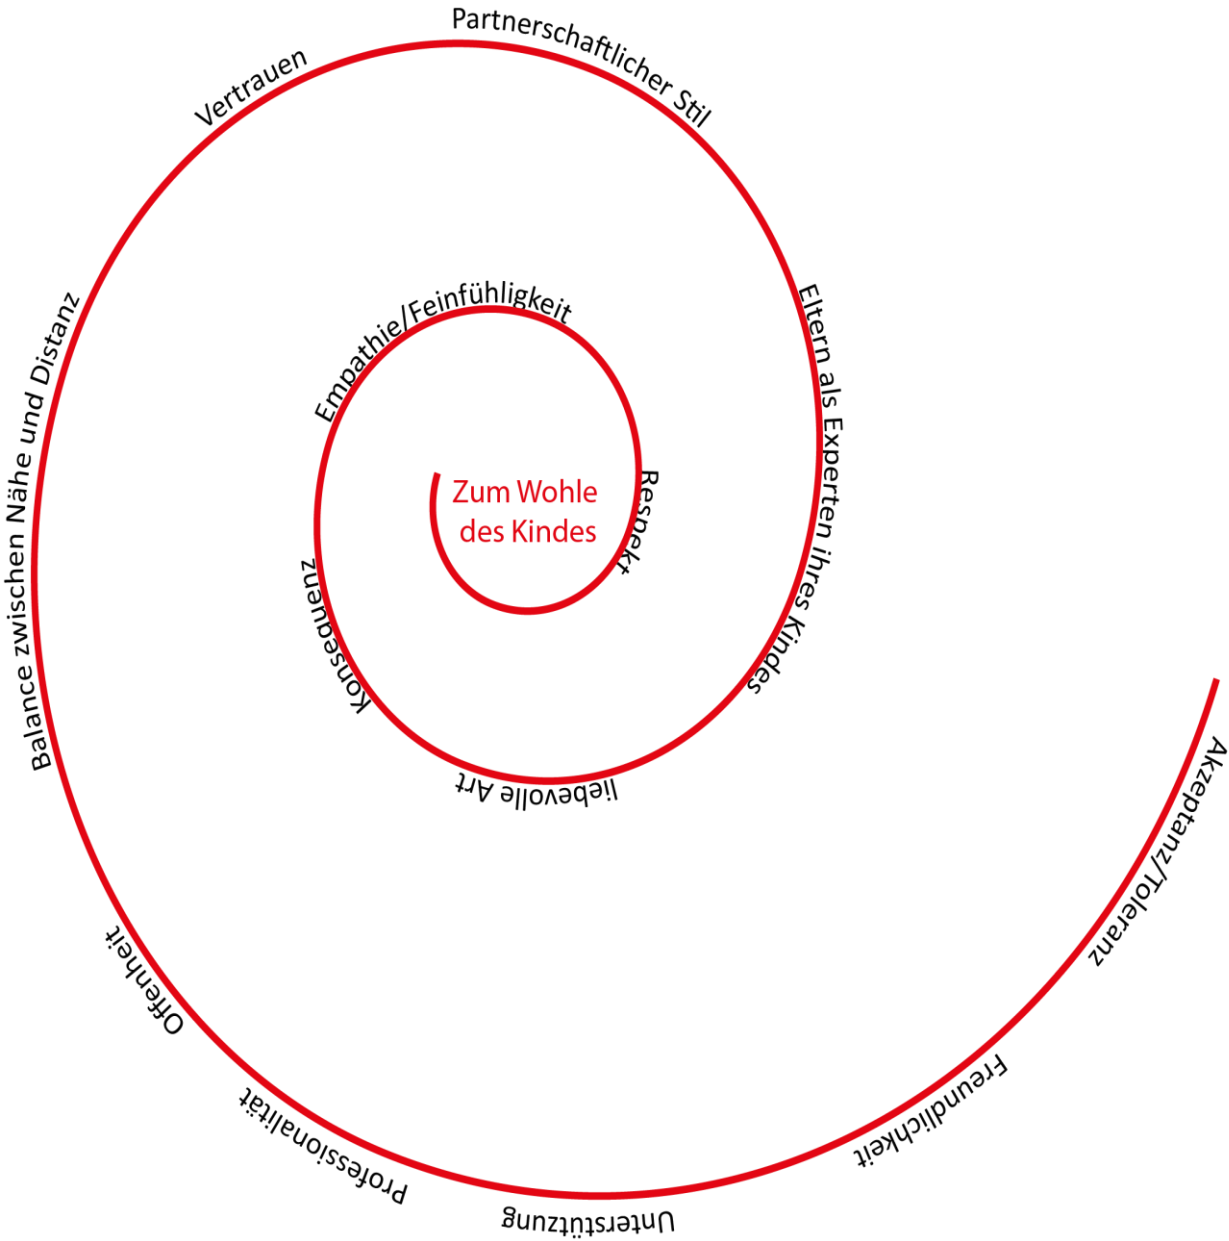 Partnerschaftlicher Stil
Vertrauen
Eltern als Experten ihres Kindes
Balance zwischen Nähe und Distanz
Empathie/Feinfühligkeit
Respekt
Zum Wohle
des Kindes
Konsequenz
liebevolle Art
Akzeptanz/Toleranz
Offenheit
Freundlichkeit
Professionalität
Unterstützung